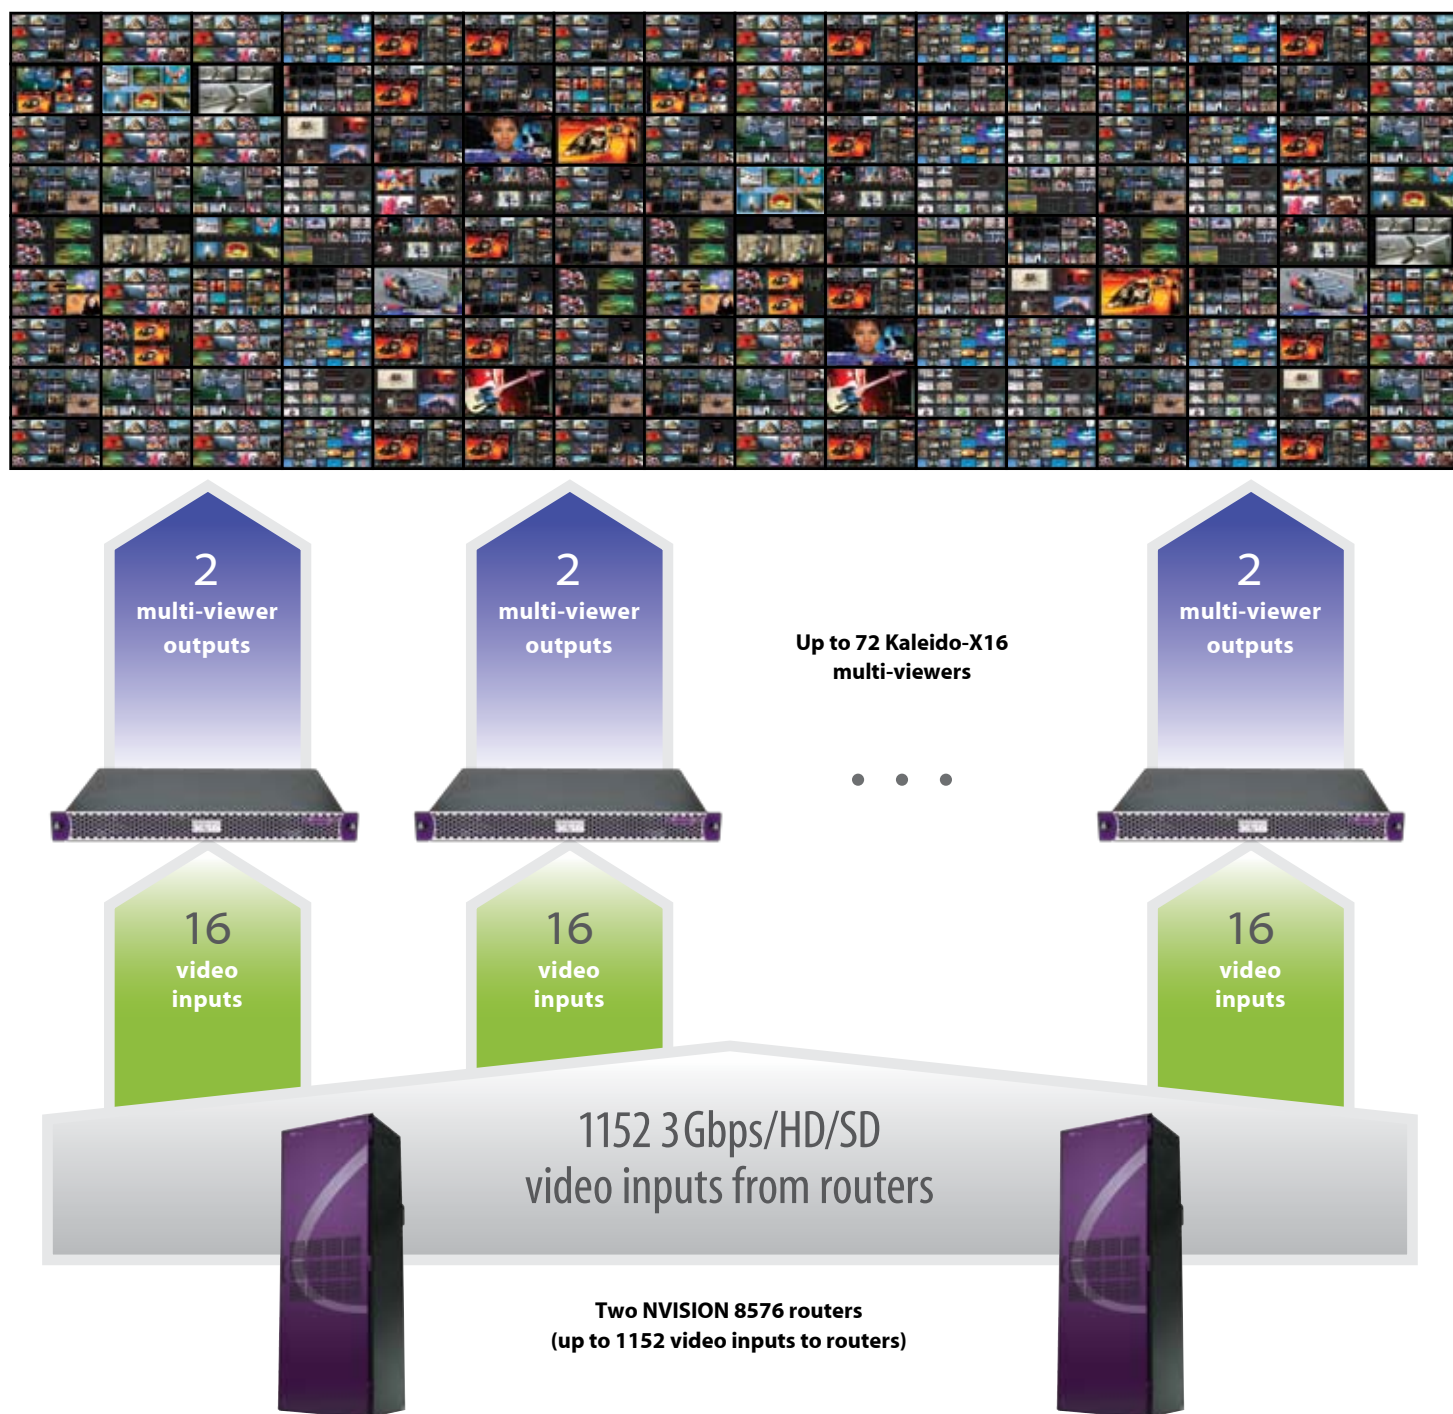 2
multi-viewer
outputs
2
multi-viewer
outputs
Up to 72 Kaleido-X16
multi-viewers
2
multi-viewer
outputs
16
video
inputs
16
video
inputs
16
video
inputs
1152 3 Gbps/HD/SD
video inputs from routers
Two NVISION 8576 routers
(up to 1152 video inputs to routers)